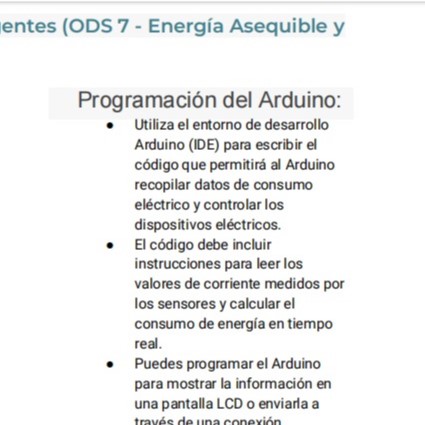 gentes (ODS 7 - Energía Asequible y
Programación del Arduino:
● Utiliza el entorno de desarrollo
Arduino (IDE) para escribir el
código que permitirá al Arduino
recopilar datos de consumo
eléctrico y controlar los
dispositivos eléctricos.
● El código debe incluir
instrucciones para leer los
valores de corriente medidos por
los sensores y calcular el
consumo de energía en tiempo
real.
● Puedes programar el Arduino
para mostrar la información en
una pantalla LCD o enviarla a
través de una conexión